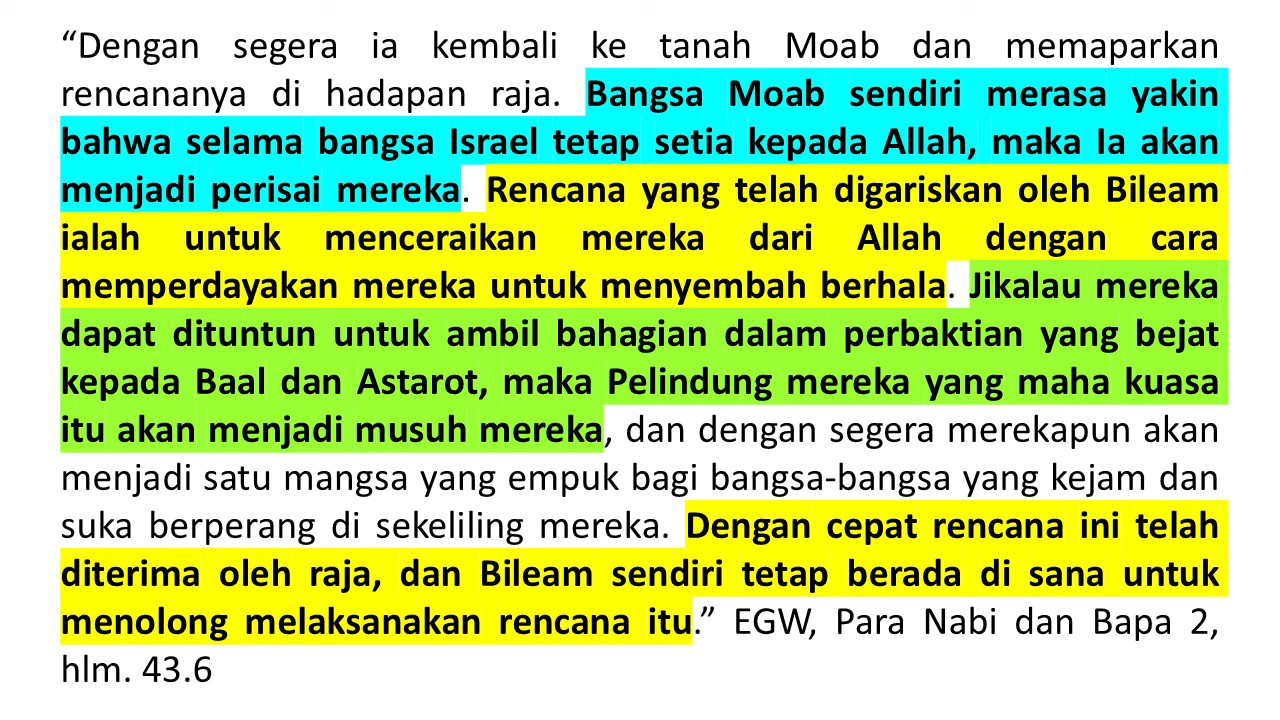 “Dengan segera ia kembali ke tanah Moab dan memaparkan
rencananya di hadapan raja. Bangsa Moab sendiri merasa yakin
bahwa selama bangsa Israel tetap setia kepada Allah, maka Ia akan
menjadi perisai mereka. Rencana yang telah digariskan oleh Bileam
ialah untuk menceraikan mereka dari Allah dengan cara
memperdayakan mereka untuk menyembah berhala. Jikalau mereka
dapat dituntun untuk ambil bahagian dalam perbaktian yang bejat
kepada Baal dan Astarot, maka Pelindung mereka yang maha kuasa
itu akan menjadi musuh mereka, dan dengan segera merekapun akan
menjadi satu mangsa yang empuk bagi bangsa-bangsa yang kejam dan
suka berperang di sekeliling mereka. Dengan cepat rencana ini telah
diterima oleh raja, dan Bileam sendiri tetap berada di sana untuk
menolong melaksanakan rencana itu.” EGW, Para Nabi dan Bapa 2,
hlm. 43.6